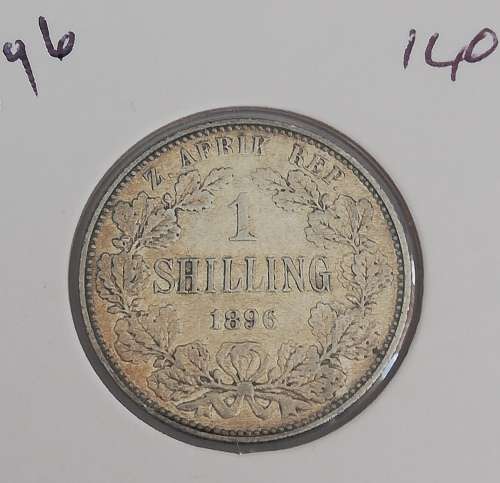 96 140
Z. AFRIK REP.
1
SHILLING
1896